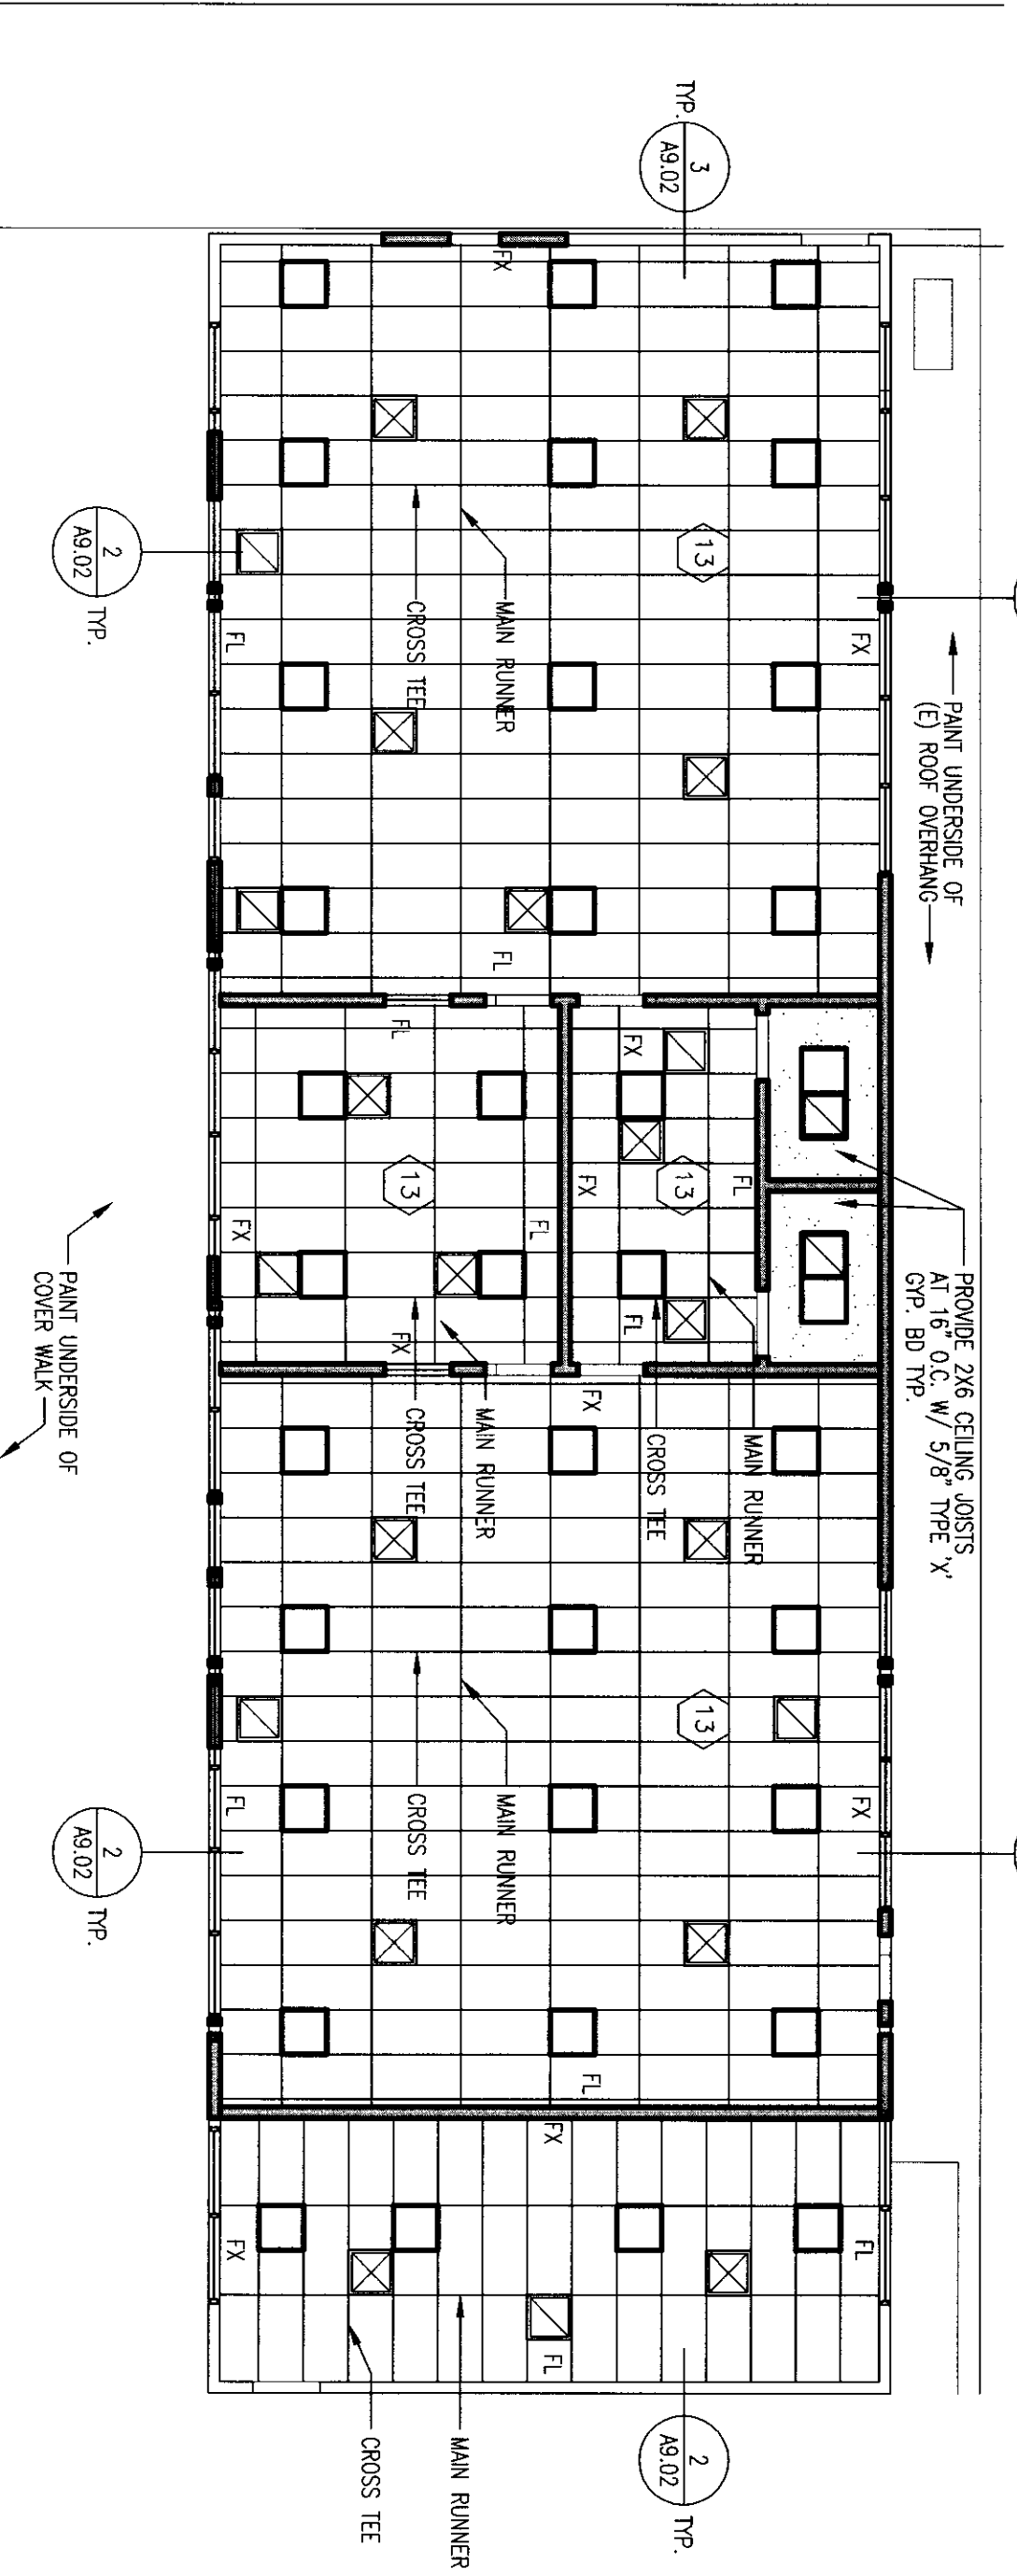 TYP.
3
A9.02
FX
13
MAIN RUNNER
CROSS TEE
FL
FX
2
A9.02
TYP.
PAINT UNDERSIDE OF
(E) ROOF OVERHANG
FL
FL
FX
13
FX
FL
FL
13
FX
FL
FX
PROVIDE 2X6 CEILING JOISTS
AT 16" O.C. W/ 5/8" TYPE 'X'
GYP. BD TYP.
PAINT UNDERSIDE OF
COVER WALK
MAIN RUNNER
CROSS TEE
MAIN RUNNER
CROSS TEE
FX
13
MAIN RUNNER
CROSS TEE
FL
FX
2
A9.02
TYP.
FL
FX
FL
FX
FL
MAIN RUNNER
CROSS TEE
2
A9.02
TYP.